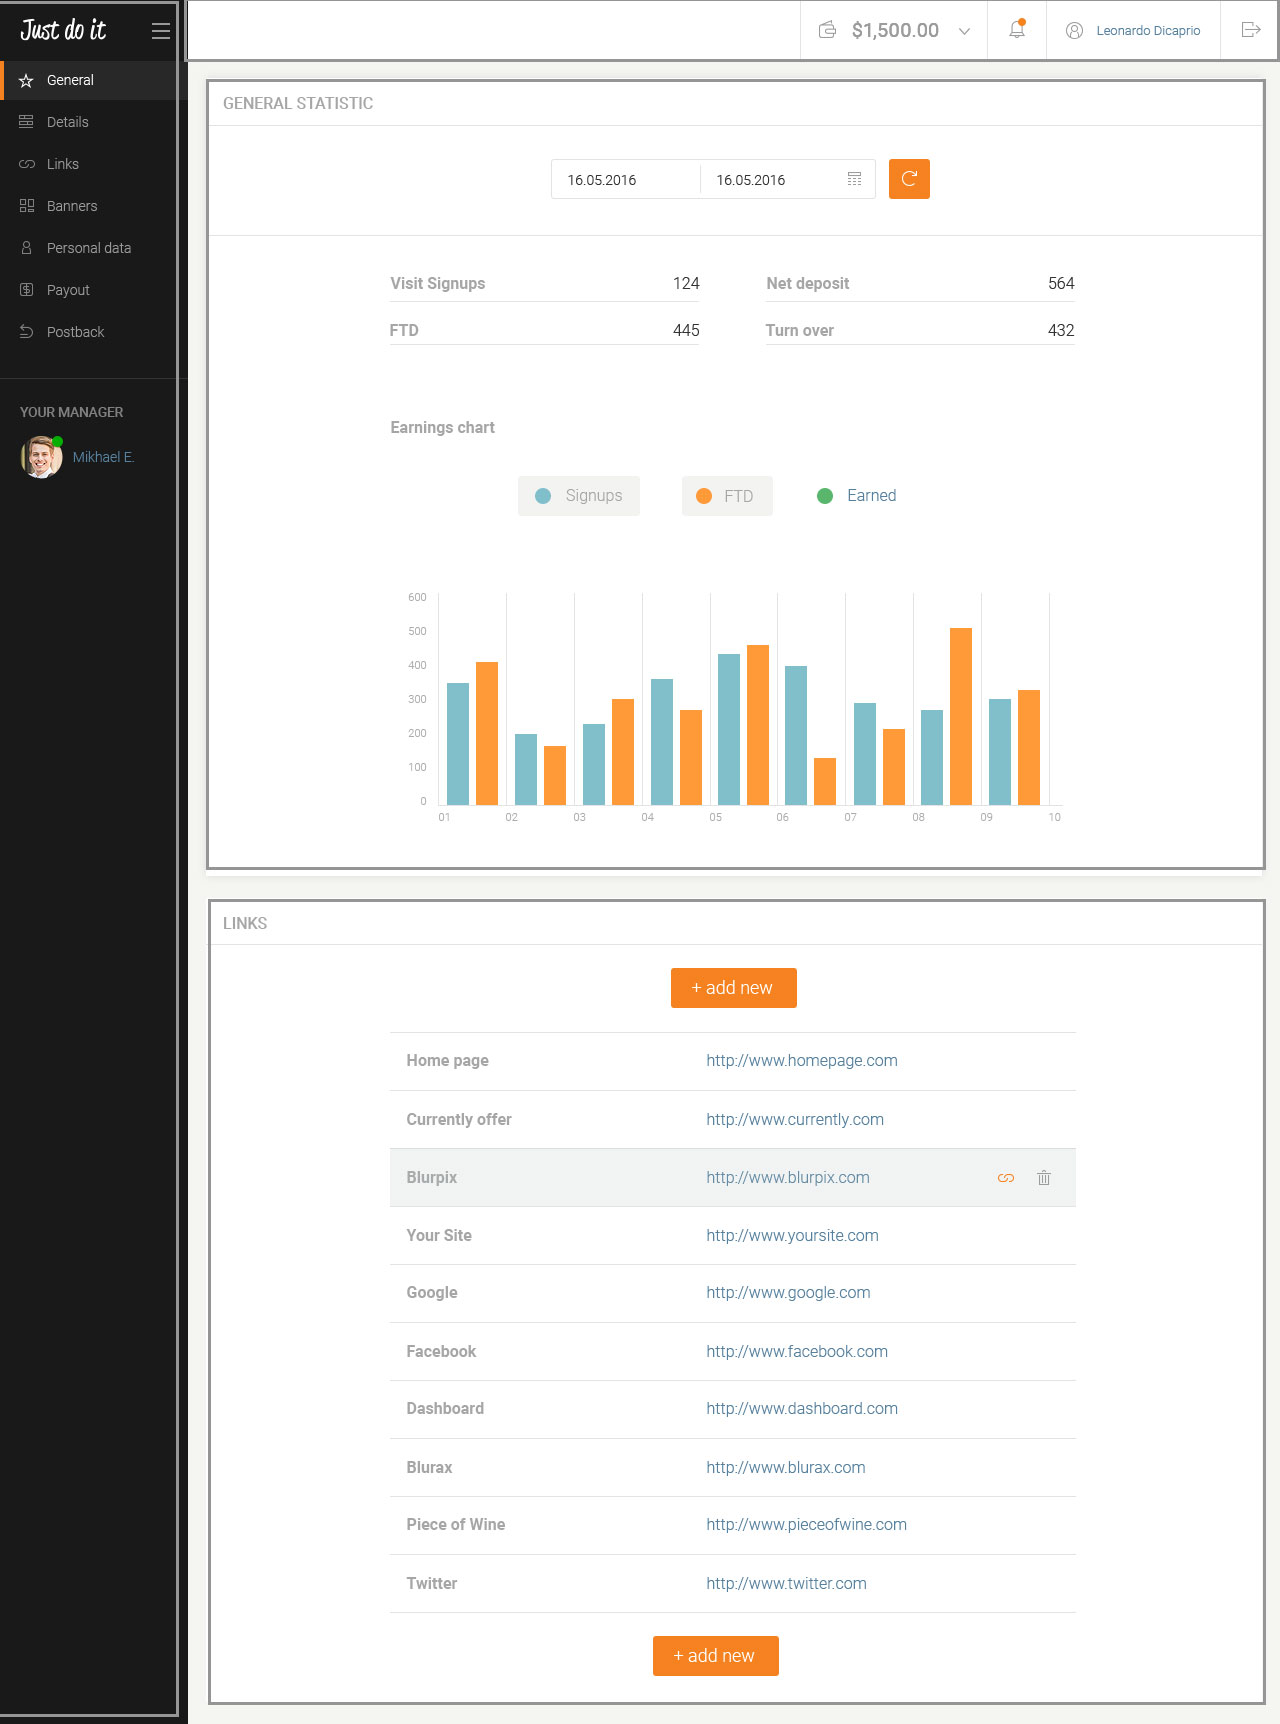 Just do it
General
Details
Links
Banners
Personal data
Payout
Postback
YOUR MANAGER
Mikhael E.
$1,500.00
Leonardo Dicaprio
GENERAL STATISTIC
16.05.2016 16.05.2016
Visit Signups 124 Net deposit 564
FTD 445 Turn over 432
Earnings chart
Signups FTD Earned
600
500
400
300
200
100
0
01 02 03 04 05 06 07 08 09 10
LINKS
+ add new
Home page http://www.homepage.com
Currently offer http://www.currently.com
Blurpix http://www.blurpix.com
Your Site http://www.yoursite.com
Google http://www.google.com
Facebook http://www.facebook.com
Dashboard http://www.dashboard.com
Blurax http://www.blurax.com
Piece of Wine http://www.pieceofwine.com
Twitter http://www.twitter.com
+ add new